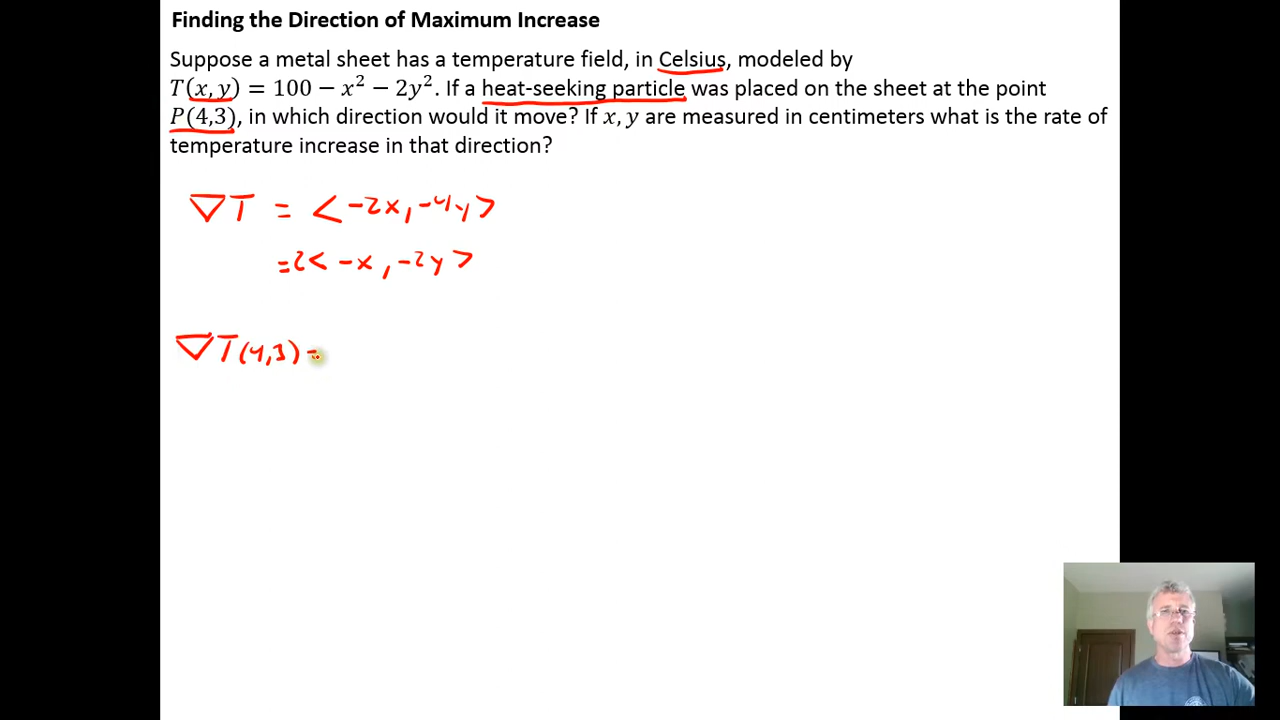 Finding the Direction of Maximum Increase
Suppose a metal sheet has a temperature field, in Celsius, modeled by
T(x, y) = 100 − x² − 2y². If a heat-seeking particle was placed on the sheet at the point
P(4,3), in which direction would it move? If x, y are measured in centimeters what is the rate of
temperature increase in that direction?
∇T = < -2x, -4y >
= 2< -x, -2y >
∇T(4,3) =